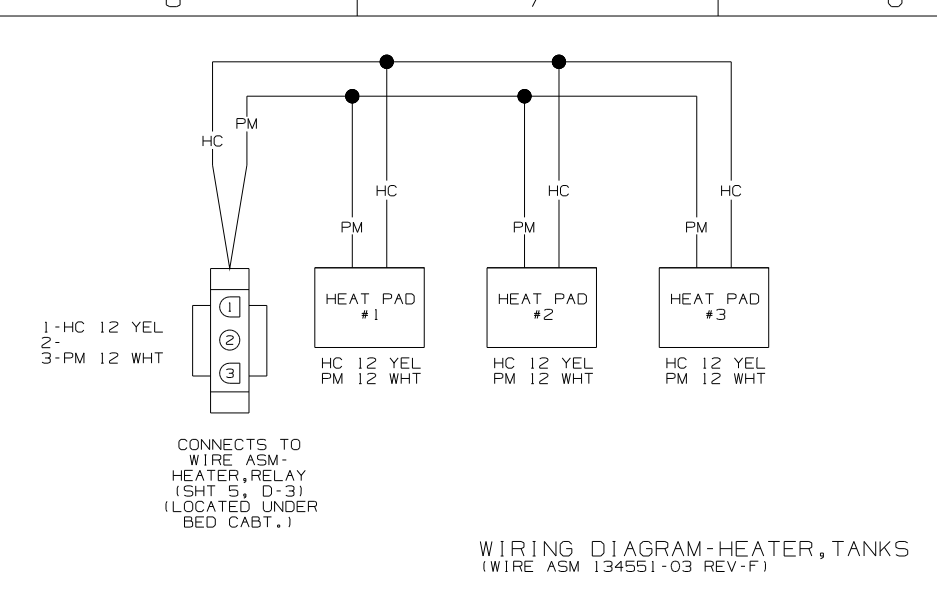 PM
HC
HC
HC
HC
PM
PM
PM
HEAT PAD
#1
HEAT PAD
#2
HEAT PAD
#3
1
2
3
1-HC 12 YEL
2-
3-PM 12 WHT
HC 12 YEL
PM 12 WHT
HC 12 YEL
PM 12 WHT
HC 12 YEL
PM 12 WHT
CONNECTS TO
WIRE ASM-
HEATER,RELAY
(SHT 5, D-3)
(LOCATED UNDER
BED CABT.)
WIRING DIAGRAM-HEATER,TANKS
(WIRE ASM 134551-03 REV-F)